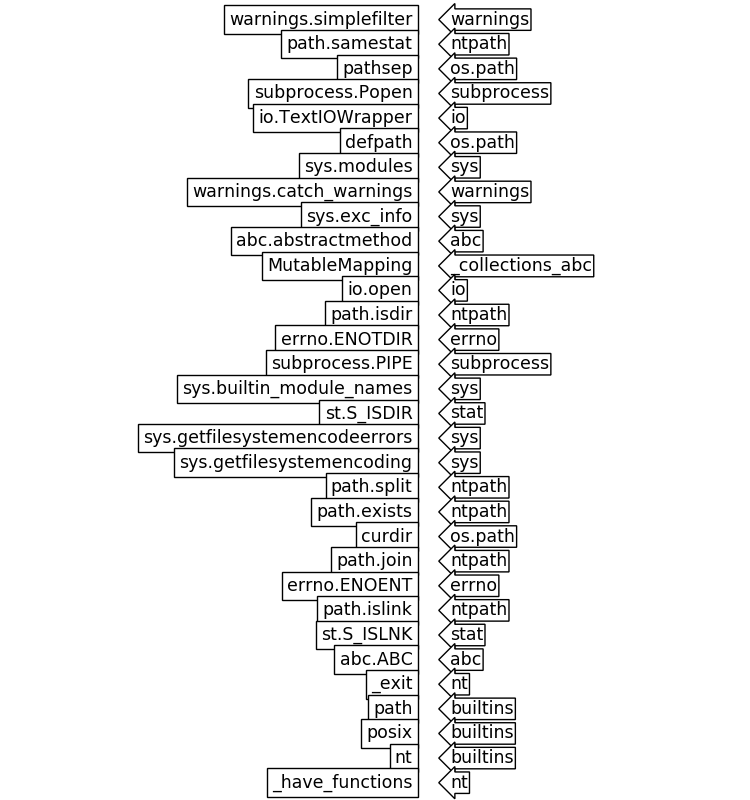 warnings.simplefilter warnings
path.samestat ntpath
pathsep os.path
subprocess.Popen subprocess
io.TextIOWrapper io
defpath os.path
sys.modules sys
warnings.catch_warnings warnings
sys.exc_info sys
abc.abstractmethod abc
MutableMapping _collections_abc
io.open io
path.isdir ntpath
errno.ENOTDIR errno
subprocess.PIPE subprocess
sys.builtin_module_names sys
st.S_ISDIR stat
sys.getfilesystemencodeerrors sys
sys.getfilesystemencoding sys
path.split ntpath
path.exists ntpath
curdir os.path
path.join ntpath
errno.ENOENT errno
path.islink ntpath
st.S_ISLNK stat
abc.ABC abc
_exit nt
path builtins
posix builtins
nt builtins
_have_functions nt